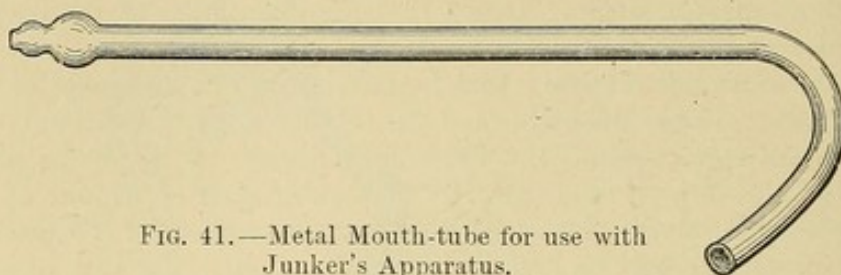 FIG. 41.—Metal Mouth-tube for use with
Junker's Apparatus.